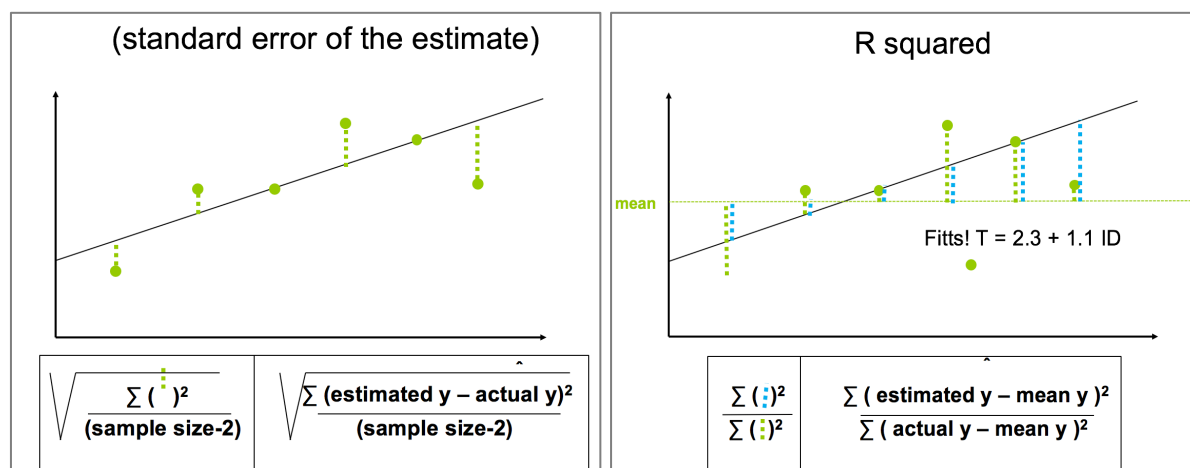 (standard error of the estimate)
∑ ( )²
(sample size-2)
ˆ
∑ (estimated y – actual y)²
(sample size-2)
R squared
mean
Fitts! T = 2.3 + 1.1 ID
∑ ( )²
∑ ( )²
ˆ
∑ ( estimated y – mean y )²
∑ ( actual y – mean y )²